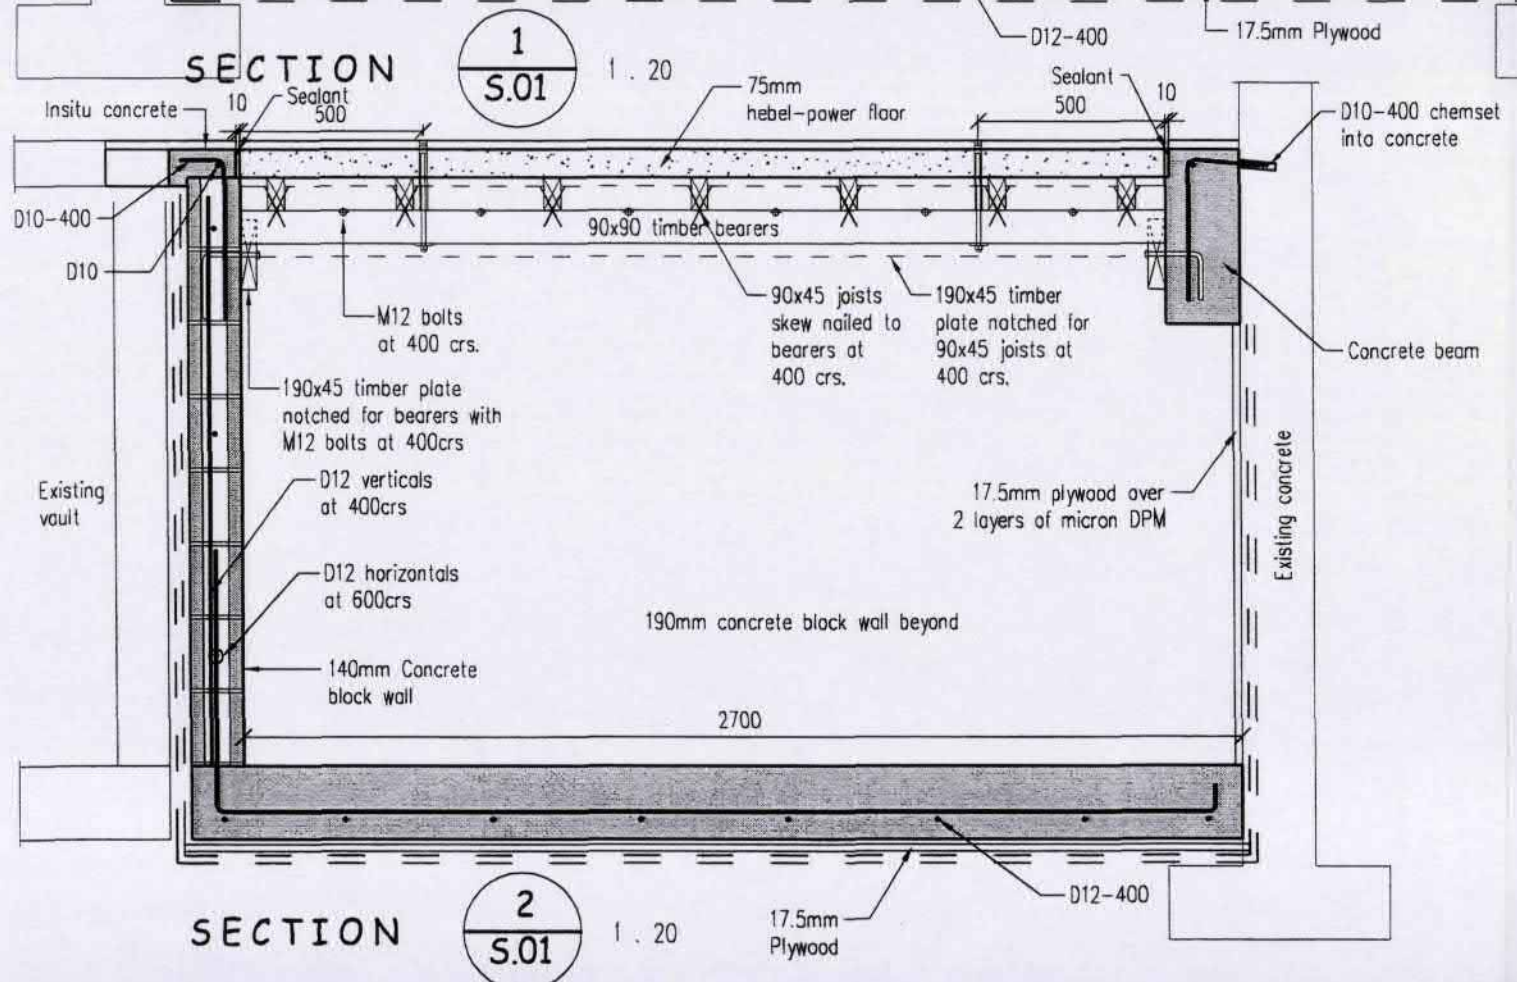 D12-400
17.5mm Plywood
SECTION
1
S.01
1 . 20
Insitu concrete
10
Sealant
500
75mm
hebel-power floor
Sealant
500
10
D10-400 chemset
into concrete
D10-400
D10
90x90 timber bearers
M12 bolts
at 400 crs.
90x45 joists
skew nailed to
bearers at
400 crs.
190x45 timber
plate notched for
90x45 joists at
400 crs.
Concrete beam
190x45 timber plate
notched for bearers with
M12 bolts at 400crs
Existing
vault
D12 verticals
at 400crs
17.5mm plywood over
2 layers of micron DPM
Existing concrete
D12 horizontals
at 600crs
190mm concrete block wall beyond
140mm Concrete
block wall
2700
SECTION
2
S.01
1 . 20
17.5mm
Plywood
D12-400